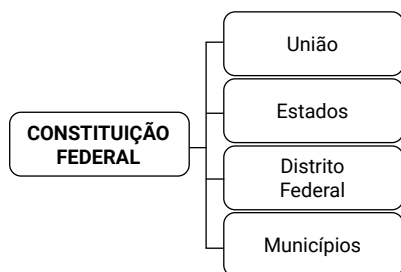 CONSTITUIÇÃO
FEDERAL
União
Estados
Distrito
Federal
Municípios